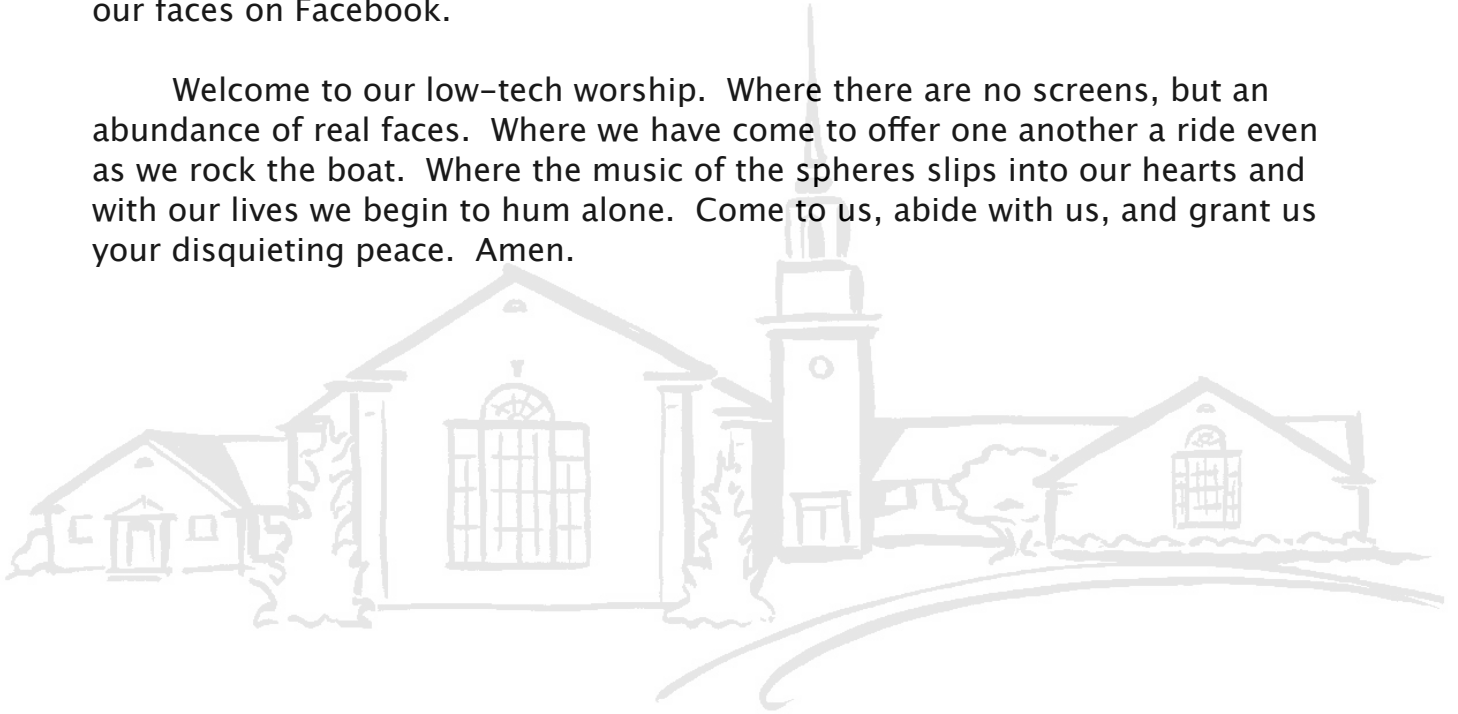 our faces on Facebook.
Welcome to our low-tech worship.  Where there are no screens, but an
abundance of real faces.  Where we have come to offer one another a ride even
as we rock the boat.  Where the music of the spheres slips into our hearts and
with our lives we begin to hum alone.  Come to us, abide with us, and grant us
your disquieting peace.  Amen.